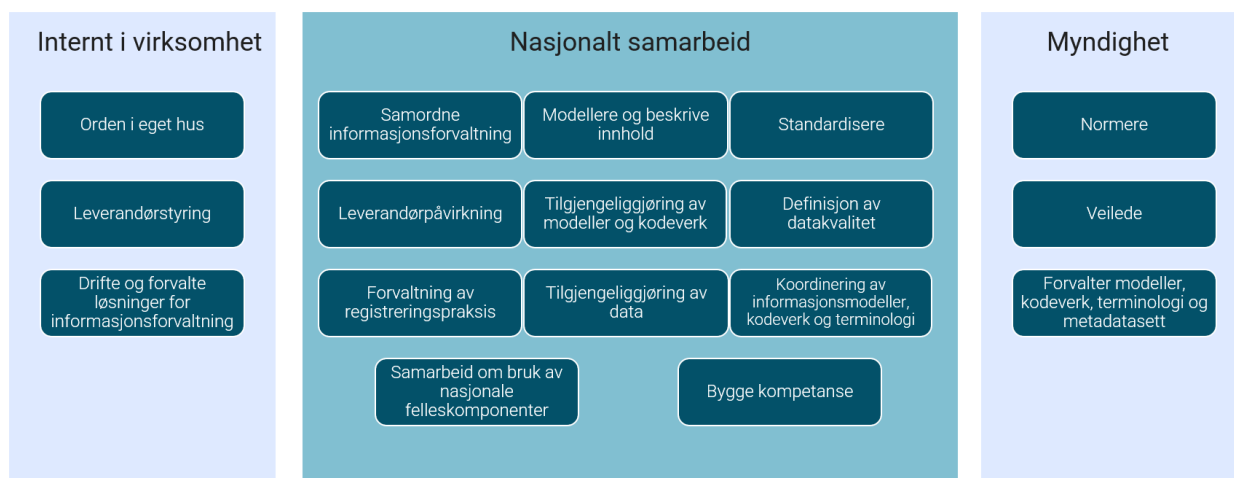 Internt i virksomhet
Orden i eget hus
Leverandørstyring
Drifte og forvalte
løsninger for
informasjonsforvaltning
Nasjonalt samarbeid
Samordne
informasjonsforvaltning
Modellere og beskrive
innhold
Standardisere
Leverandørpåvirkning
Tilgjengeliggjøring av
modeller og kodeverk
Definisjon av
datakvalitet
Forvaltning av
registreringspraksis
Tilgjengeliggjøring av
data
Koordinering av
informasjonsmodeller,
kodeverk og terminologi
Samarbeid om bruk av
nasjonale
felleskomponenter
Bygge kompetanse
Myndighet
Normere
Veilede
Forvalter modeller,
kodeverk, terminologi og
metadatasett